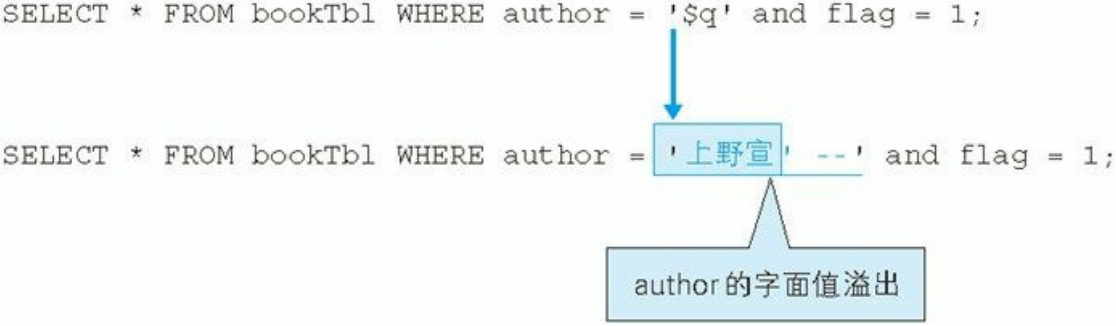 SELECT * FROM bookTbl WHERE author = '$q' and flag = 1;
SELECT * FROM bookTbl WHERE author = '上野宣' --' and flag = 1;
author的字面值溢出